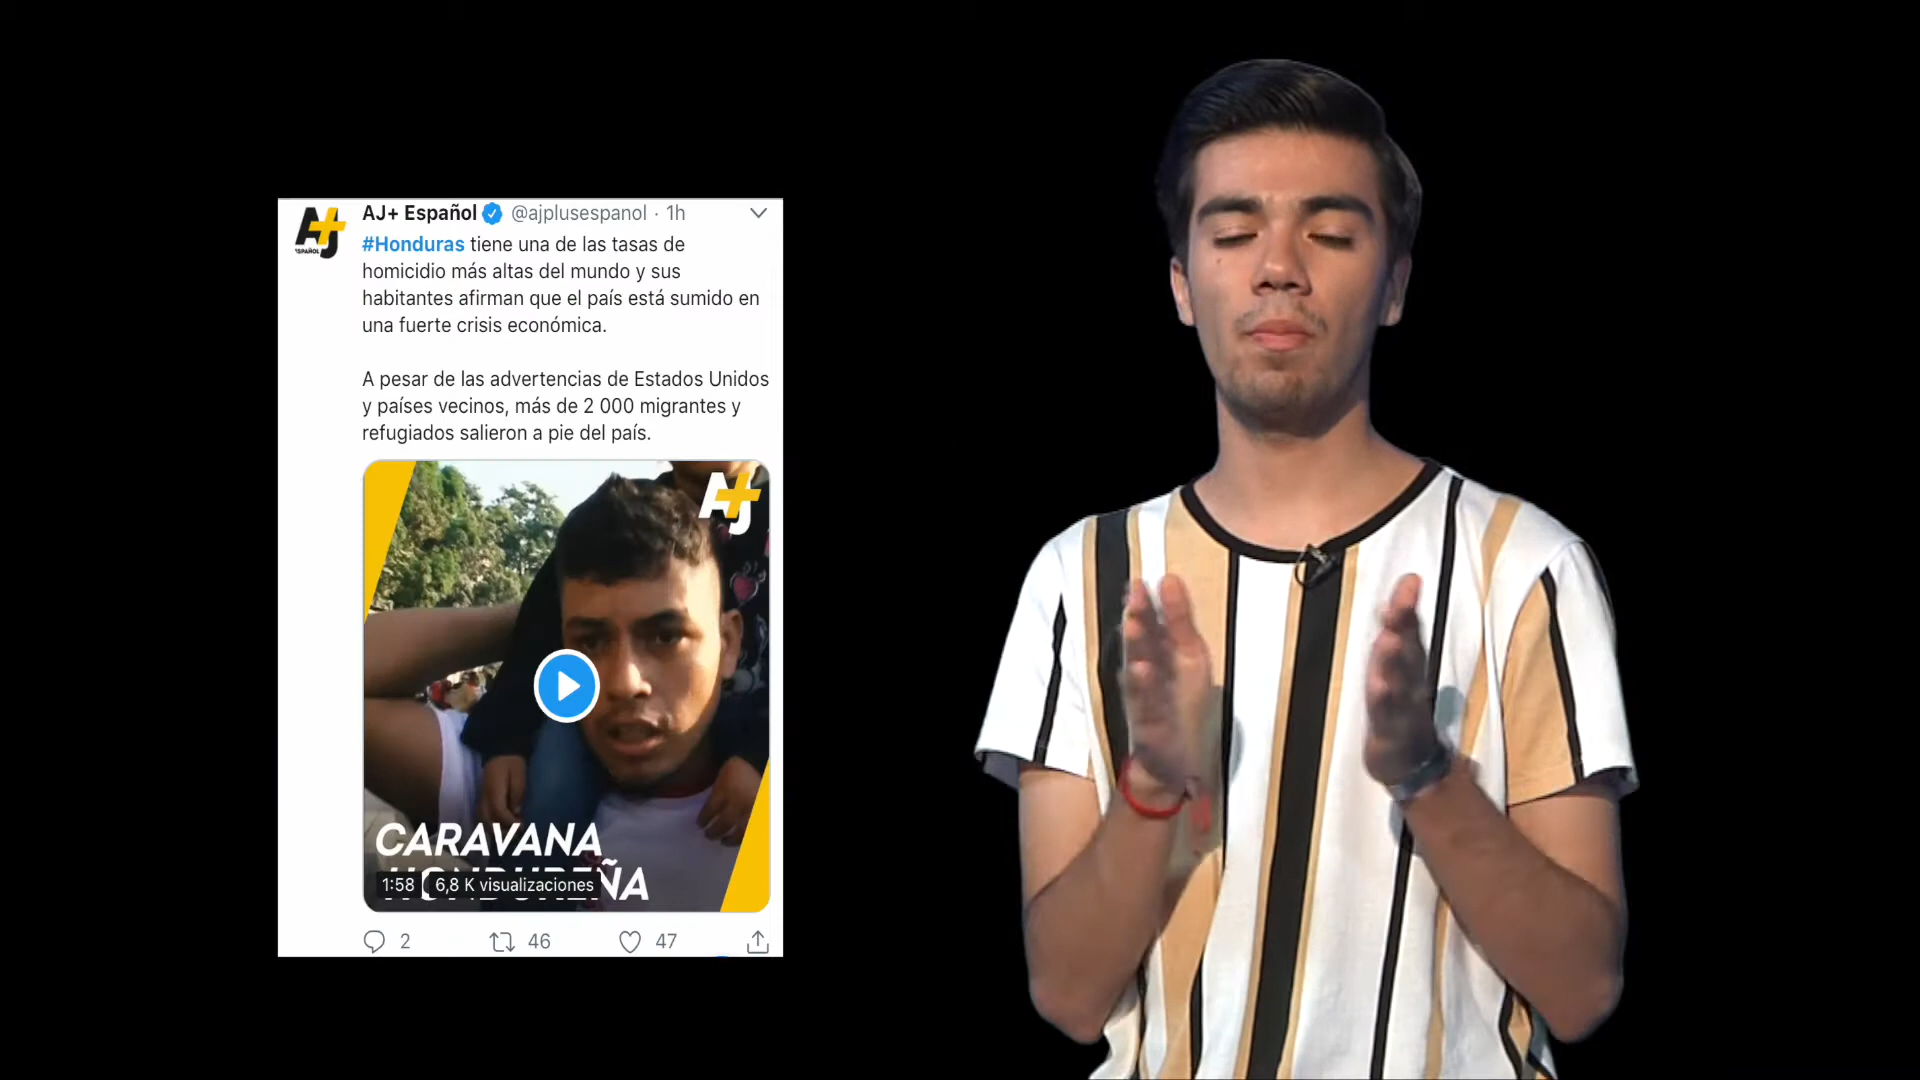 AJ+ Español @ajplusespanol · 1h
ESPAÑOL
#Honduras tiene una de las tasas de
homicidio más altas del mundo y sus
habitantes afirman que el país está sumido en
una fuerte crisis económica.
A pesar de las advertencias de Estados Unidos
y países vecinos, más de 2 000 migrantes y
refugiados salieron a pie del país.
AJ+
CARAVANA
HONDUREÑA
1:58 6,8 K visualizaciones
2 46 47